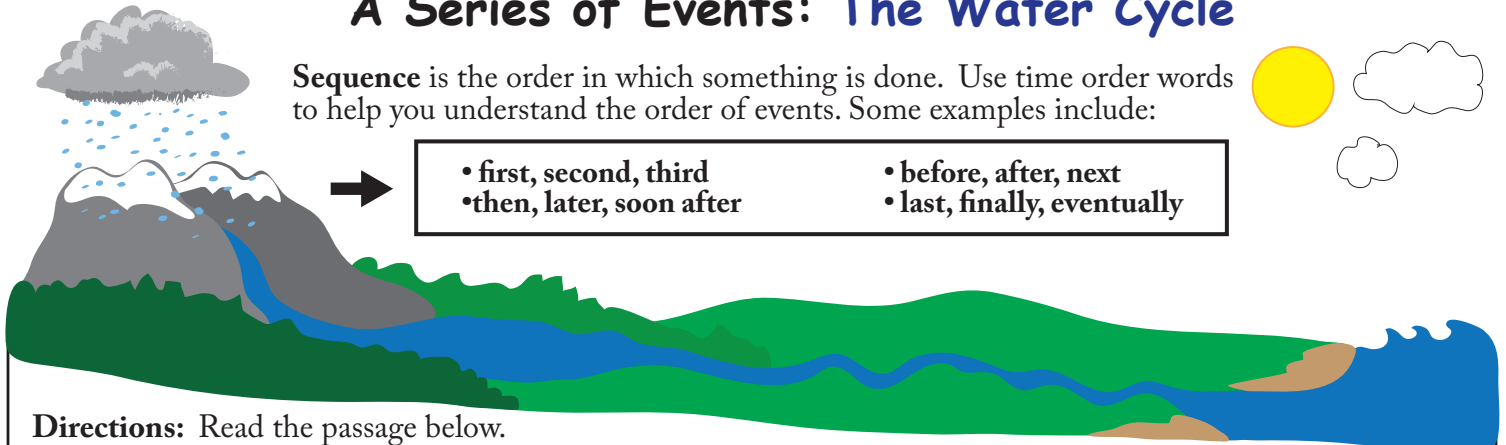 A Series of Events: The Water Cycle
Sequence is the order in which something is done. Use time order words
to help you understand the order of events. Some examples include:
• first, second, third
•then, later, soon after
• before, after, next
• last, finally, eventually
Directions: Read the passage below.